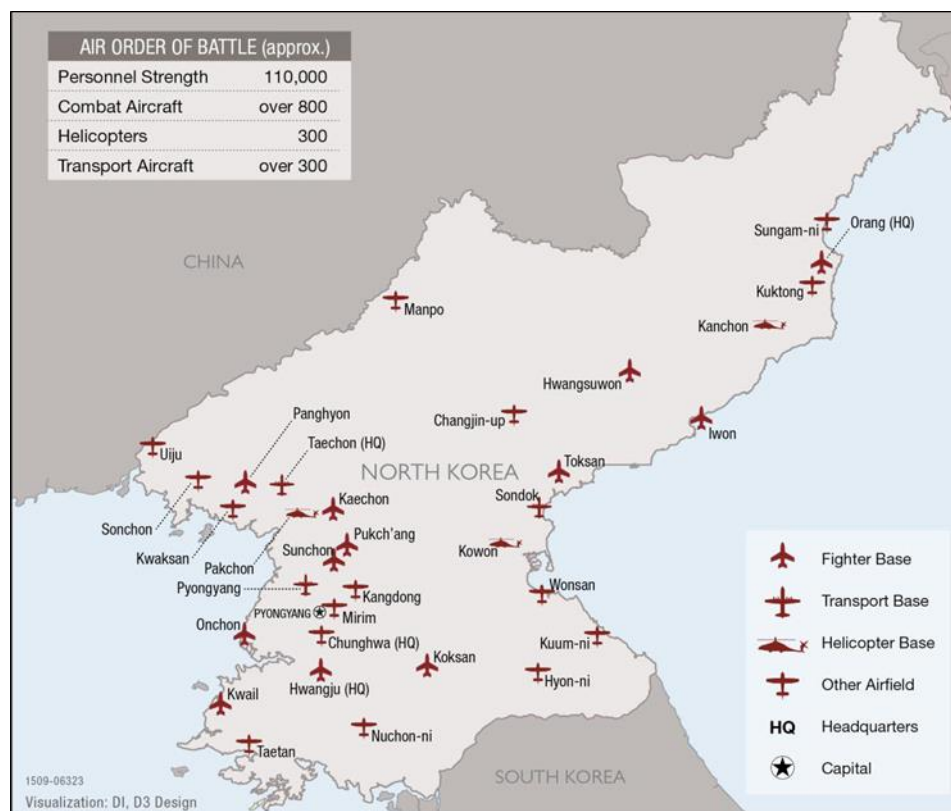 AIR ORDER OF BATTLE (approx.)
Personnel Strength 110,000
Combat Aircraft over 800
Helicopters 300
Transport Aircraft over 300
CHINA
Sungam-ni
Orang (HQ)
Kuktong
Manpo
Kanchon
Hwangsuwon
Panghyon
Changjin-up
Iwon
Uiju
Taechon (HQ)
NORTH KOREA
Toksan
Kaechon
Sondok
Sonchon
Pukch'ang
Kwaksan
Sunchon
Kowon
Pakchon
Pyongyang
Kangdong
Wonsan
PYONGYANG
Mirim
Onchon
Chunghwa (HQ)
Kuum-ni
Koksan
Hwangju (HQ)
Hyon-ni
Kwail
Nuchon-ni
Taetan
SOUTH KOREA
Fighter Base
Transport Base
Helicopter Base
Other Airfield
HQ Headquarters
Capital
1509-06323
Visualization: DI, D3 Design